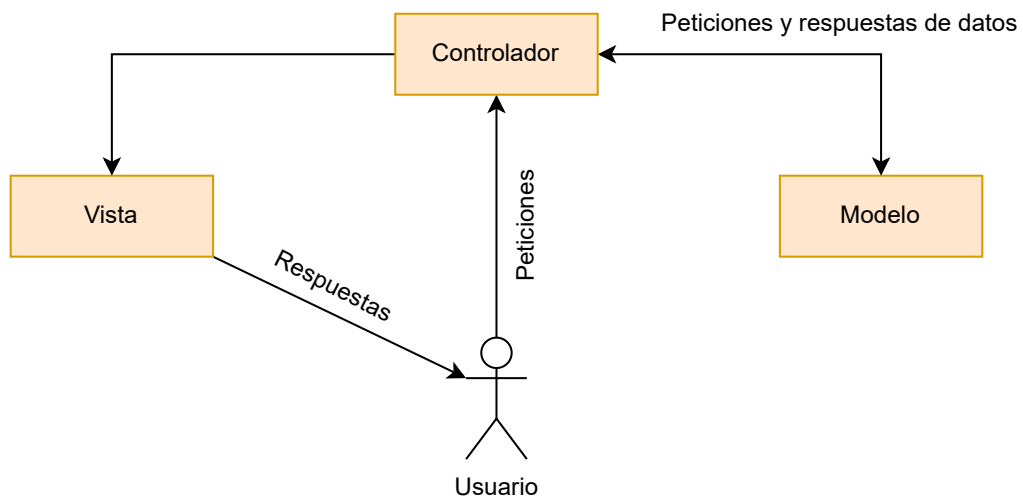 Peticiones y respuestas de datos
Controlador
Vista
Modelo
Peticiones
Respuestas
Usuario